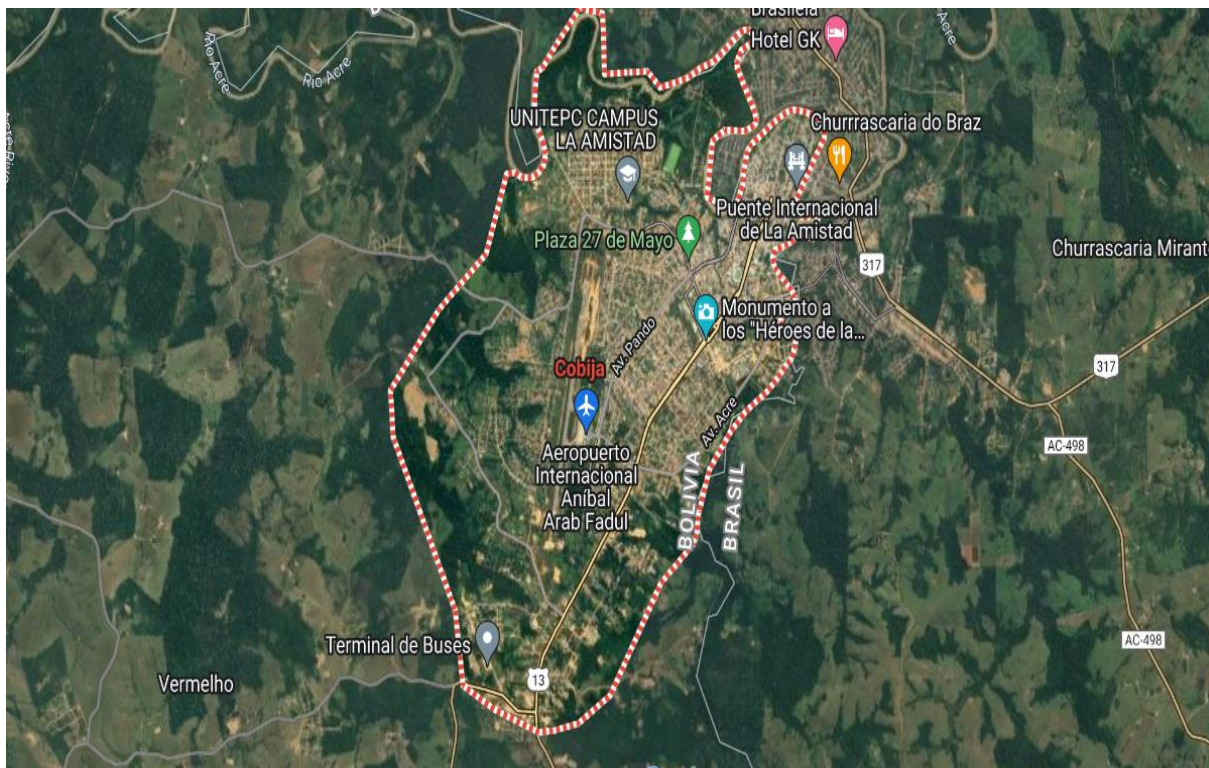 Brasileia
Hotel GK
Acre
Rio Acre
Rio Acre
UNITEPC CAMPUS
LA AMISTAD
Churrrascaria do Braz
Puente Internacional
de La Amistad
Plaza 27 de Mayo
317
Churrascaria Mirant
Monumento a
los "Héroes de la...
Av. Pando
Cobija
317
Av. Acre
AC-498
Aeropuerto
Internacional
Aníbal
Arab Fadul
BOLIVIA
BRASIL
Terminal de Buses
AC-498
13
Vermelho